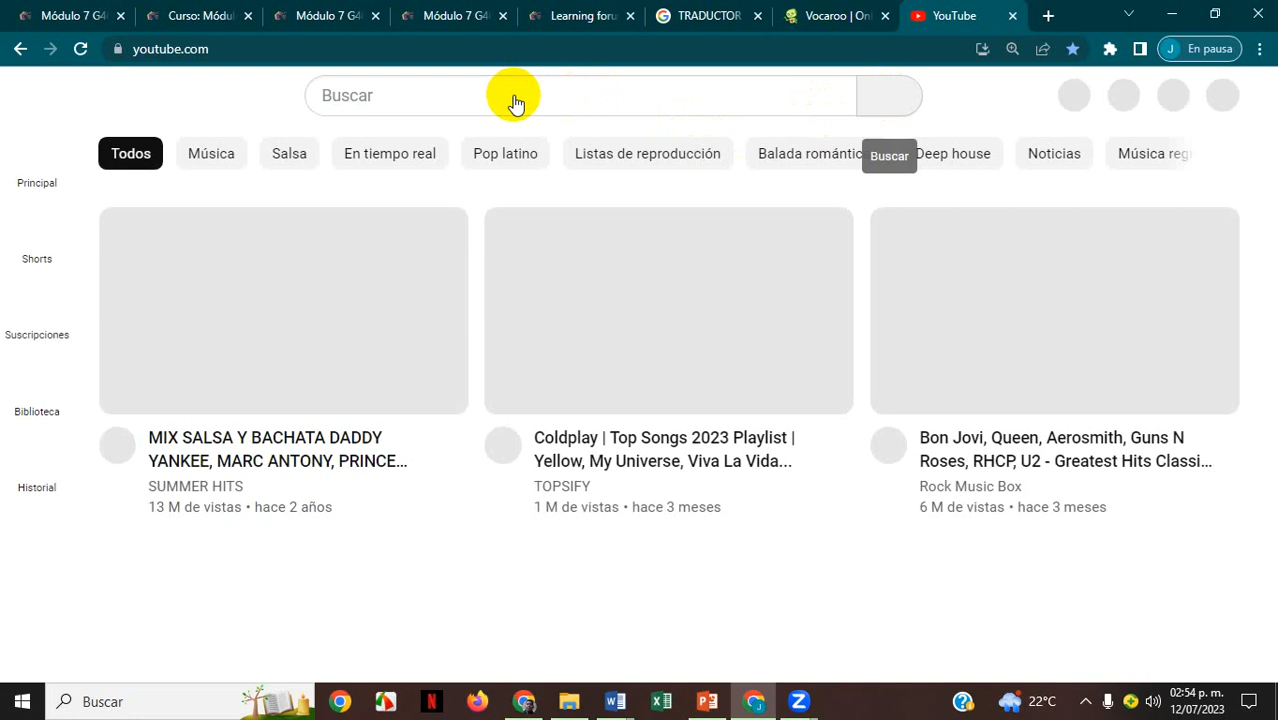 Módulo 7 G4
Curso: Módul
Módulo 7 G4
Módulo 7 G4
Learning foru
TRADUCTOR
Vocaroo | Onl
YouTube
youtube.com
J En pausa
Buscar
Todos
Música
Salsa
En tiempo real
Pop latino
Listas de reproducción
Balada romántic
Buscar
Deep house
Noticias
Música reg
Principal
Shorts
Suscripciones
Biblioteca
Historial
MIX SALSA Y BACHATA DADDY
YANKEE, MARC ANTONY, PRINCE...
SUMMER HITS
13 M de vistas • hace 2 años
Coldplay | Top Songs 2023 Playlist |
Yellow, My Universe, Viva La Vida...
TOPSIFY
1 M de vistas • hace 3 meses
Bon Jovi, Queen, Aerosmith, Guns N
Roses, RHCP, U2 - Greatest Hits Classi...
Rock Music Box
6 M de vistas • hace 3 meses
Buscar
22°C
02:54 p. m.
12/07/2023